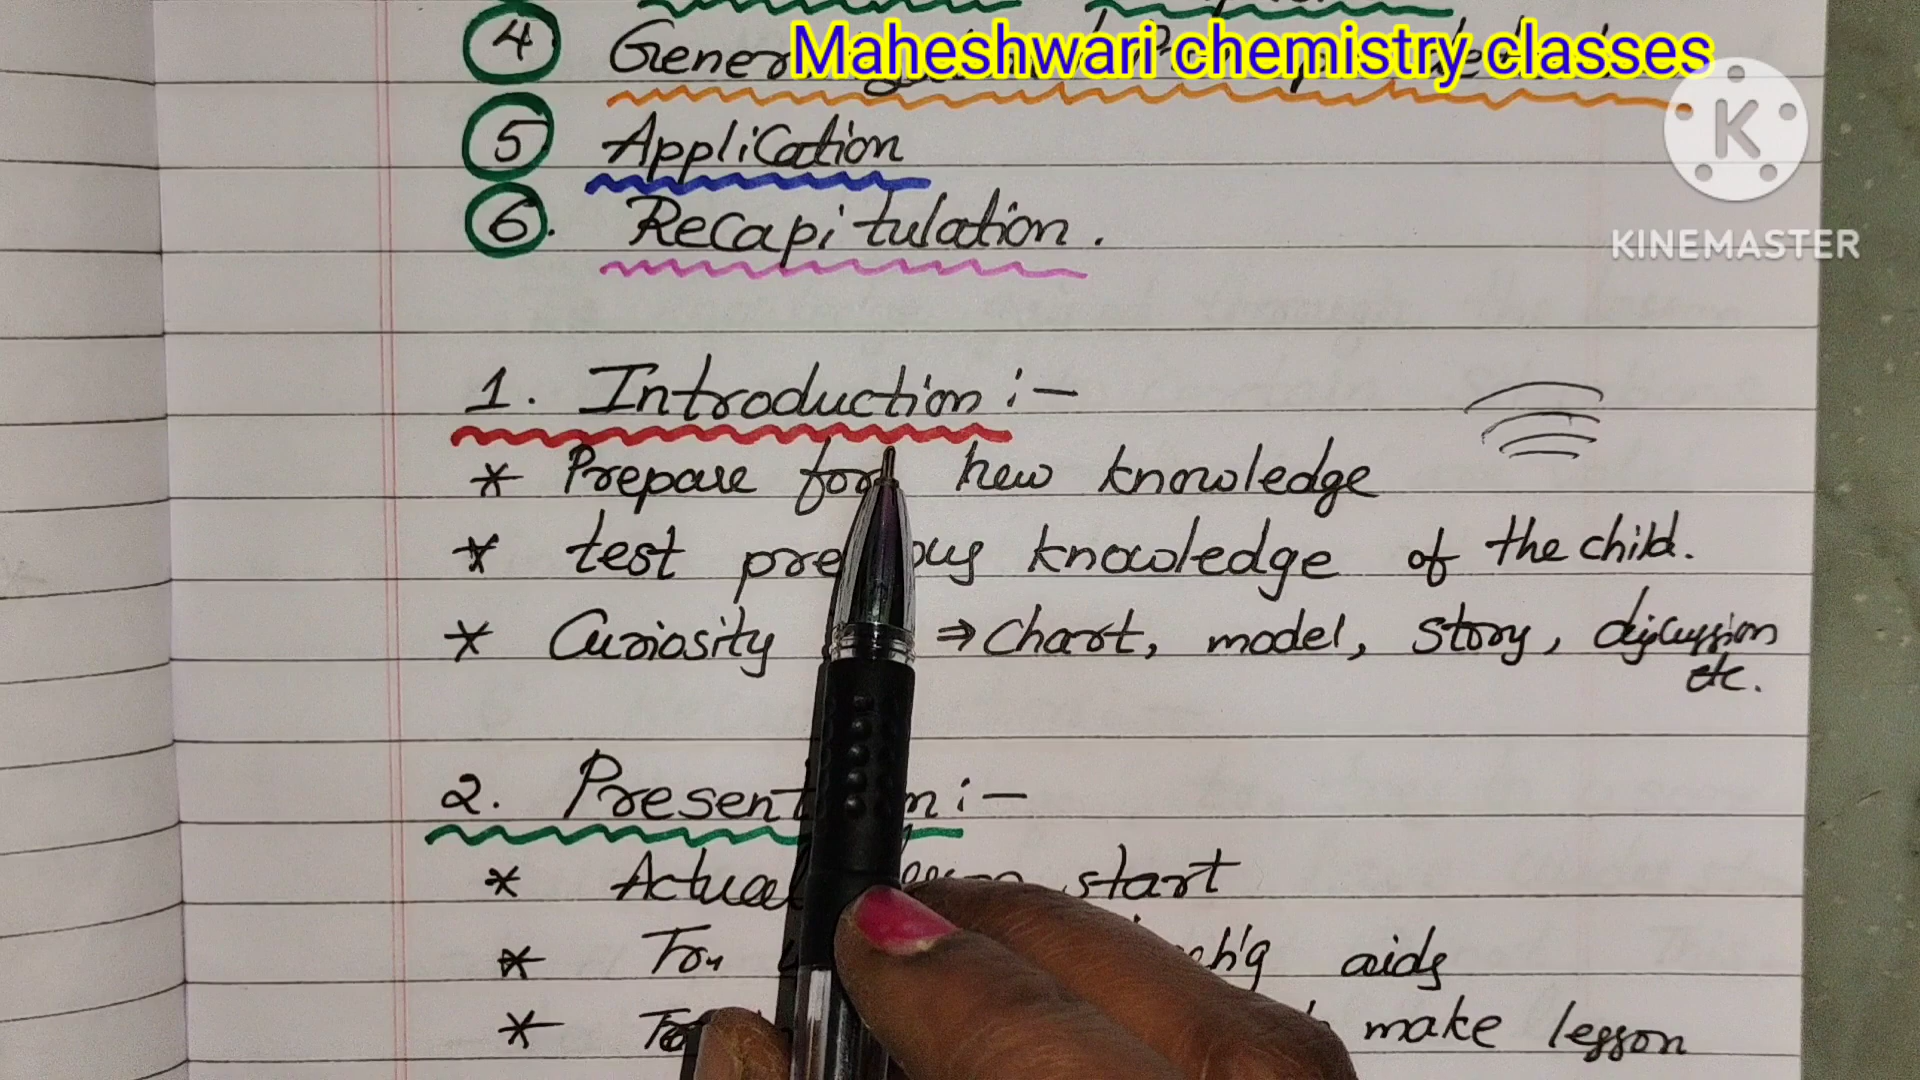 Maheshwari chemistry classes
4
5 Application
6. Recapitulation.
K
KINEMASTER
1. Introduction :-
* Prepare for new knowledge
* test knowledge of the child.
* Curiosity ⇒ Chart, model, Story, discussion
etc.
2. :-
* Actual start
* aids
* make lesson